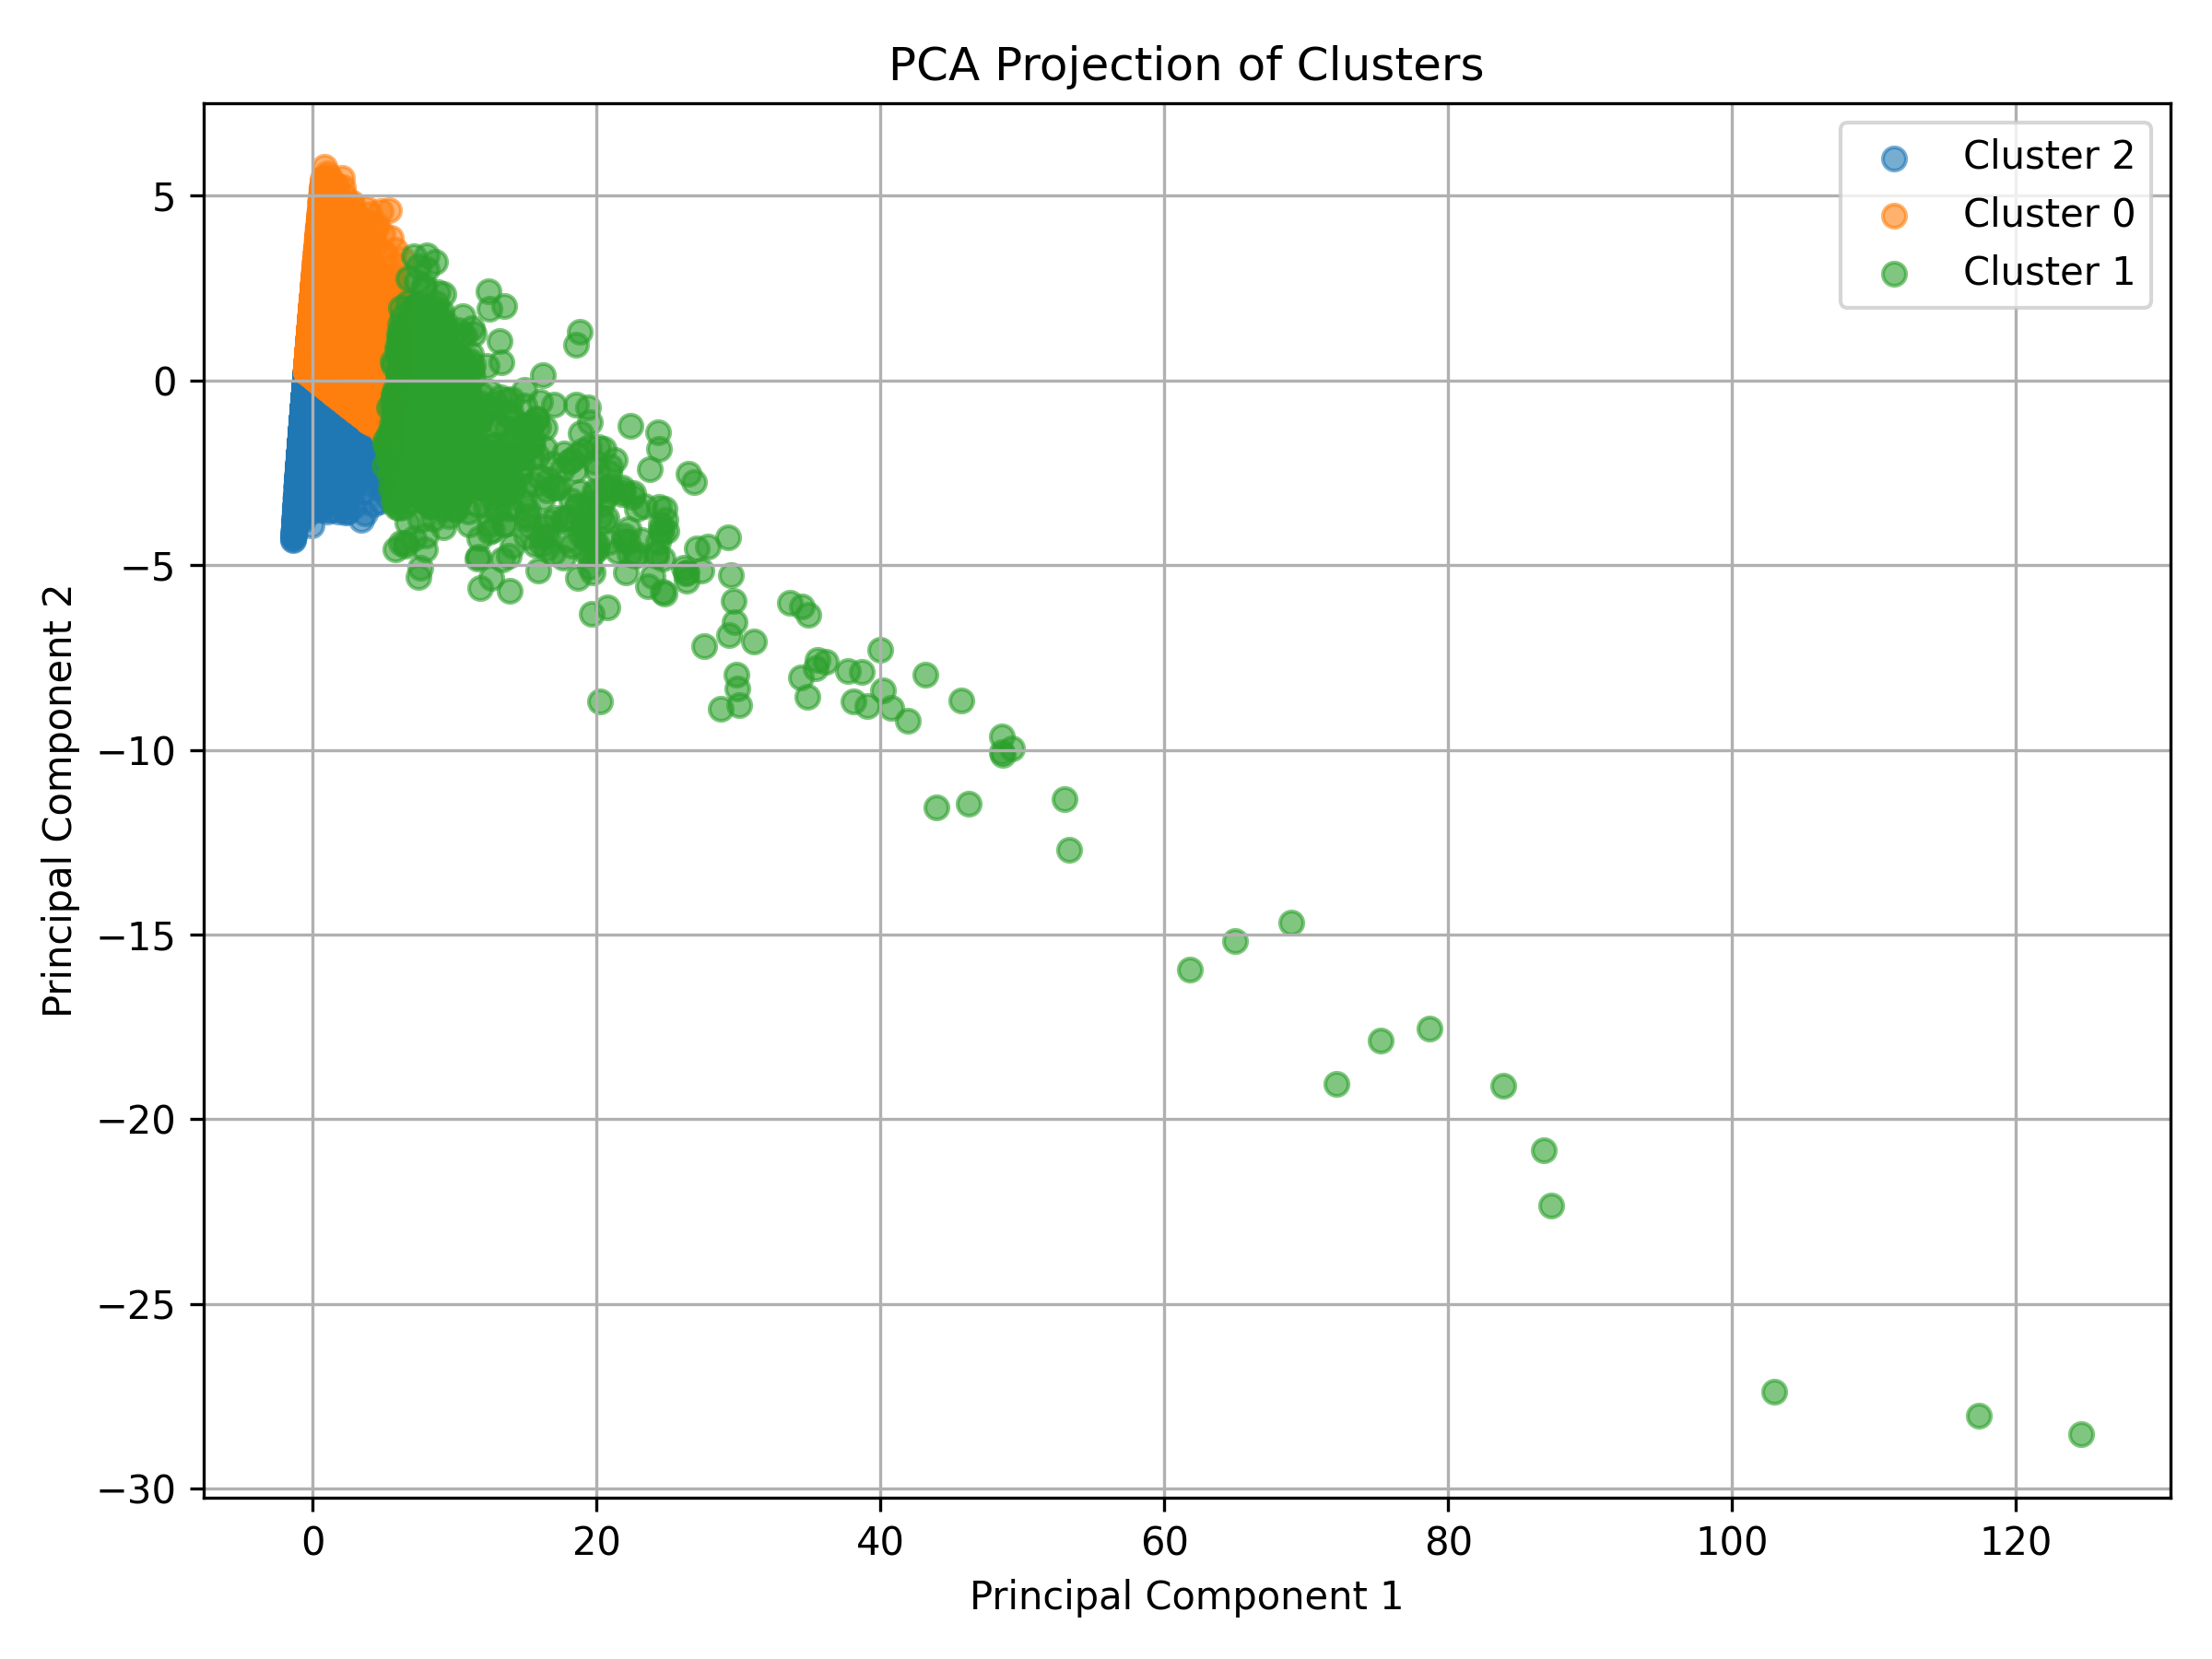 PCA Projection of Clusters
Cluster 2
Cluster 0
Cluster 1
5
0
−5
−10
−15
−20
−25
−30
Principal Component 2
0 20 40 60 80 100 120
Principal Component 1